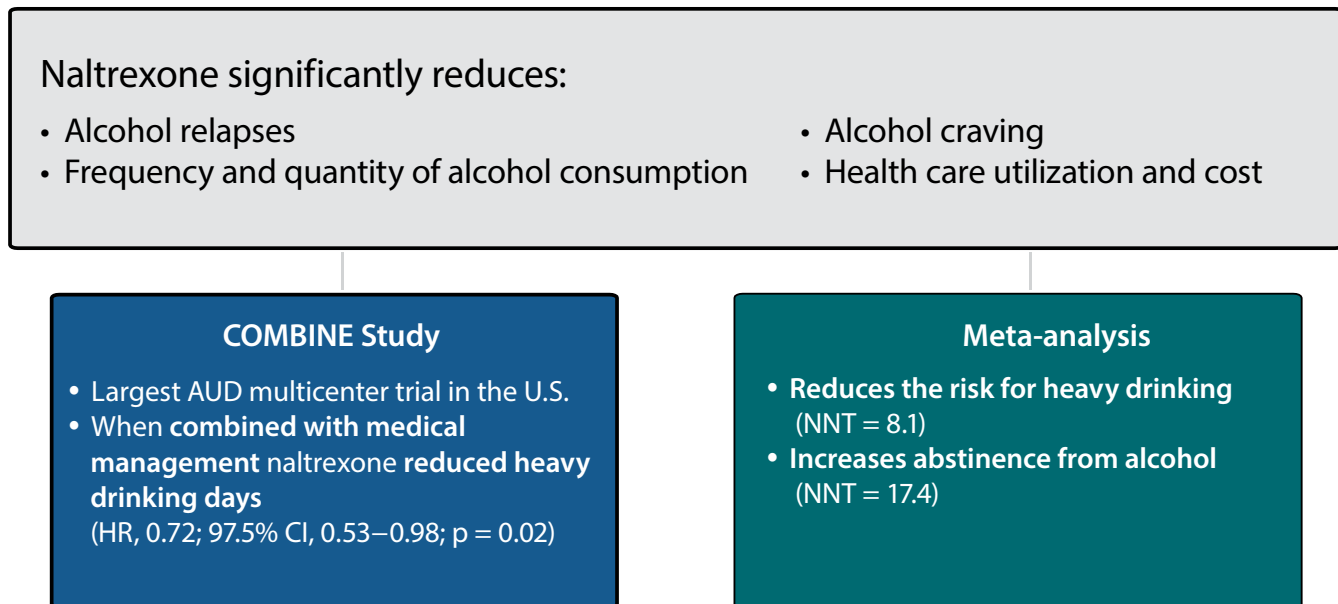 Naltrexone significantly reduces:
• Alcohol relapses
• Frequency and quantity of alcohol consumption
• Alcohol craving
• Health care utilization and cost
COMBINE Study
• Largest AUD multicenter trial in the U.S.
• When combined with medical
management naltrexone reduced heavy
drinking days
(HR, 0.72; 97.5% CI, 0.53–0.98; p = 0.02)
Meta-analysis
• Reduces the risk for heavy drinking
(NNT = 8.1)
• Increases abstinence from alcohol
(NNT = 17.4)